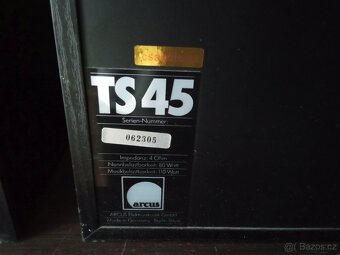 TS 45
Serien-Nummer:
062305
Impedanz: 4 Ohm
Nennbelastbarkeit: 80 Watt
Musikbelastbarkeit: 110 Watt
arcus
ARCUS Elektroakustik GmbH
Made in Germany
Bazoš.cz